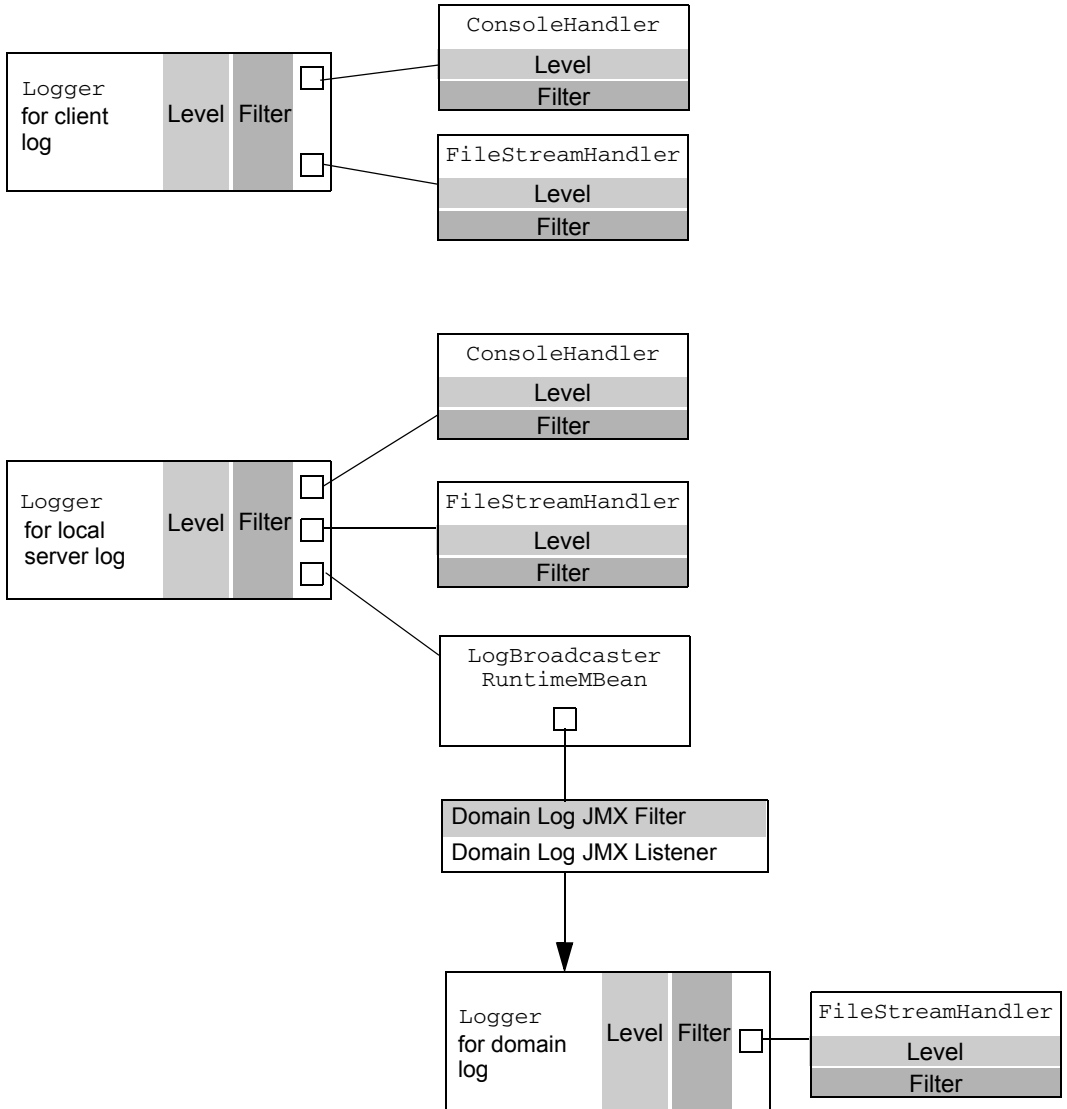 ConsoleHandler
Level
Filter
Logger
for client
log
Level
Filter
FileStreamHandler
Level
Filter
ConsoleHandler
Level
Filter
Logger
for local
server log
Level
Filter
FileStreamHandler
Level
Filter
LogBroadcaster
RuntimeMBean
Domain Log JMX Filter
Domain Log JMX Listener
Logger
for domain
log
Level
Filter
FileStreamHandler
Level
Filter